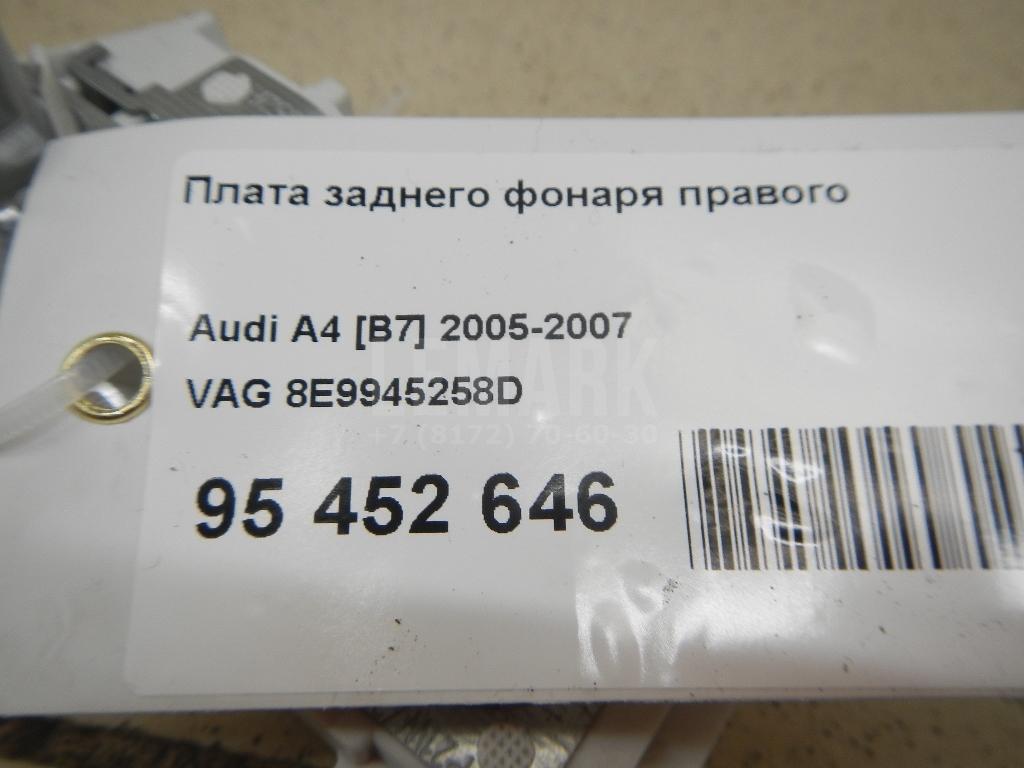 Плата заднего фонаря правого
Audi A4 [B7] 2005-2007
VAG 8E9945258D
LEMARK
+7 (8172) 70-60-30
95 452 646